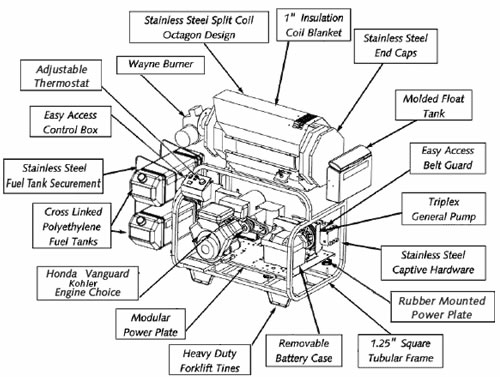 Stainless Steel Split Coil
Octagon Design
1" Insulation
Coil Blanket
Stainless Steel
End Caps
Adjustable
Thermostat
Wayne Burner
Molded Float
Tank
Easy Access
Control Box
Easy Access
Belt Guard
Stainless Steel
Fuel Tank Securement
Triplex
General Pump
Cross Linked
Polyethylene
Fuel Tanks
Stainless Steel
Captive Hardware
Honda Vanguard
Kohler
Engine Choice
Rubber Mounted
Power Plate
Modular
Power Plate
Heavy Duty
Forklift Tines
Removable
Battery Case
1.25" Square
Tubular Frame